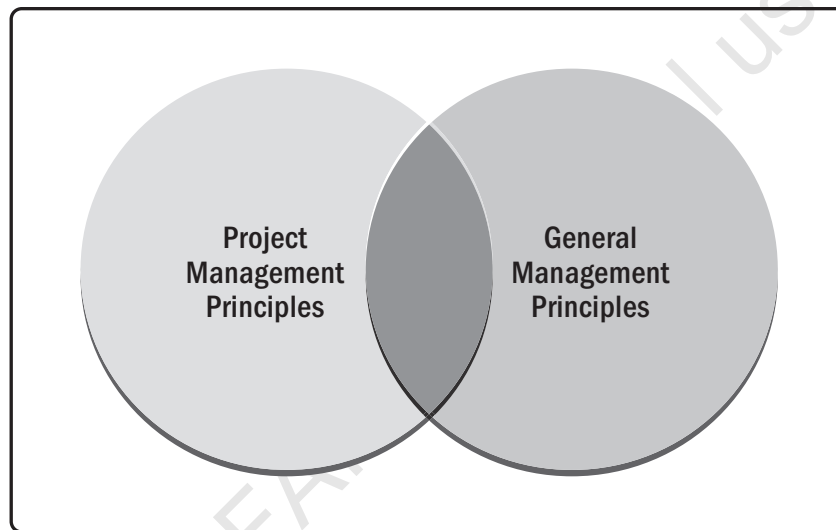 Project
Management
Principles
General
Management
Principles